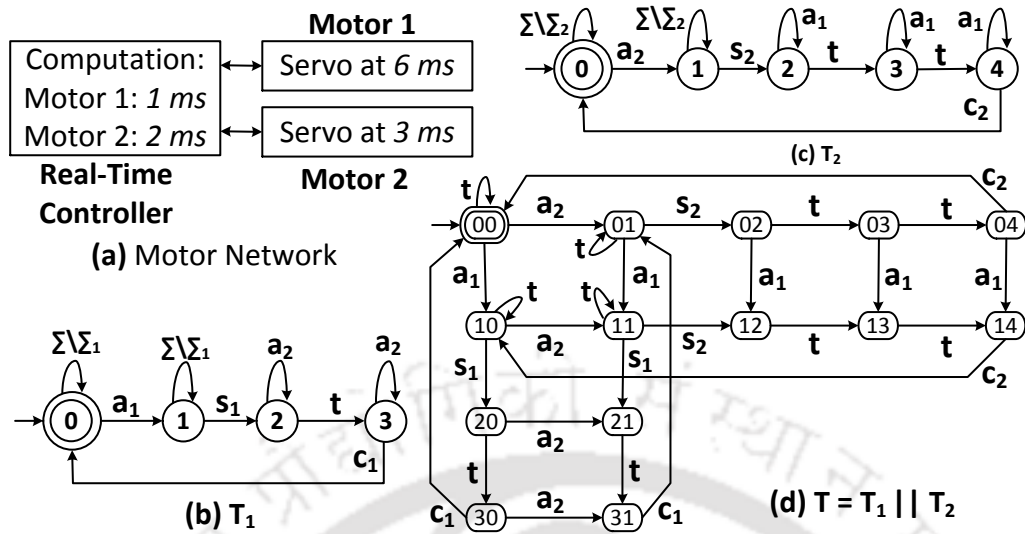 Computation:
Motor 1: 1 ms
Motor 2: 2 ms
Real-Time
Controller
Motor 1
Servo at 6 ms
Servo at 3 ms
Motor 2
(a) Motor Network
Σ\Σ₂ Σ\Σ₂ a₁ a₁ a₁
0 a₂ 1 s₂ 2 t 3 t 4
c₂
(c) T₂
Σ\Σ₁ Σ\Σ₁ a₂ a₂
0 a₁ 1 s₁ 2 t 3
c₁
(b) T₁
t c₂
00 a₂ 01 s₂ 02 t 03 t 04
t
a₁ a₁ a₁ a₁ a₁
t t
10 a₂ 11 s₂ 12 t 13 t 14
s₁ s₁ c₂
20 a₂ 21
t t
c₁ 30 a₂ 31 c₁
(d) T = T₁ || T₂